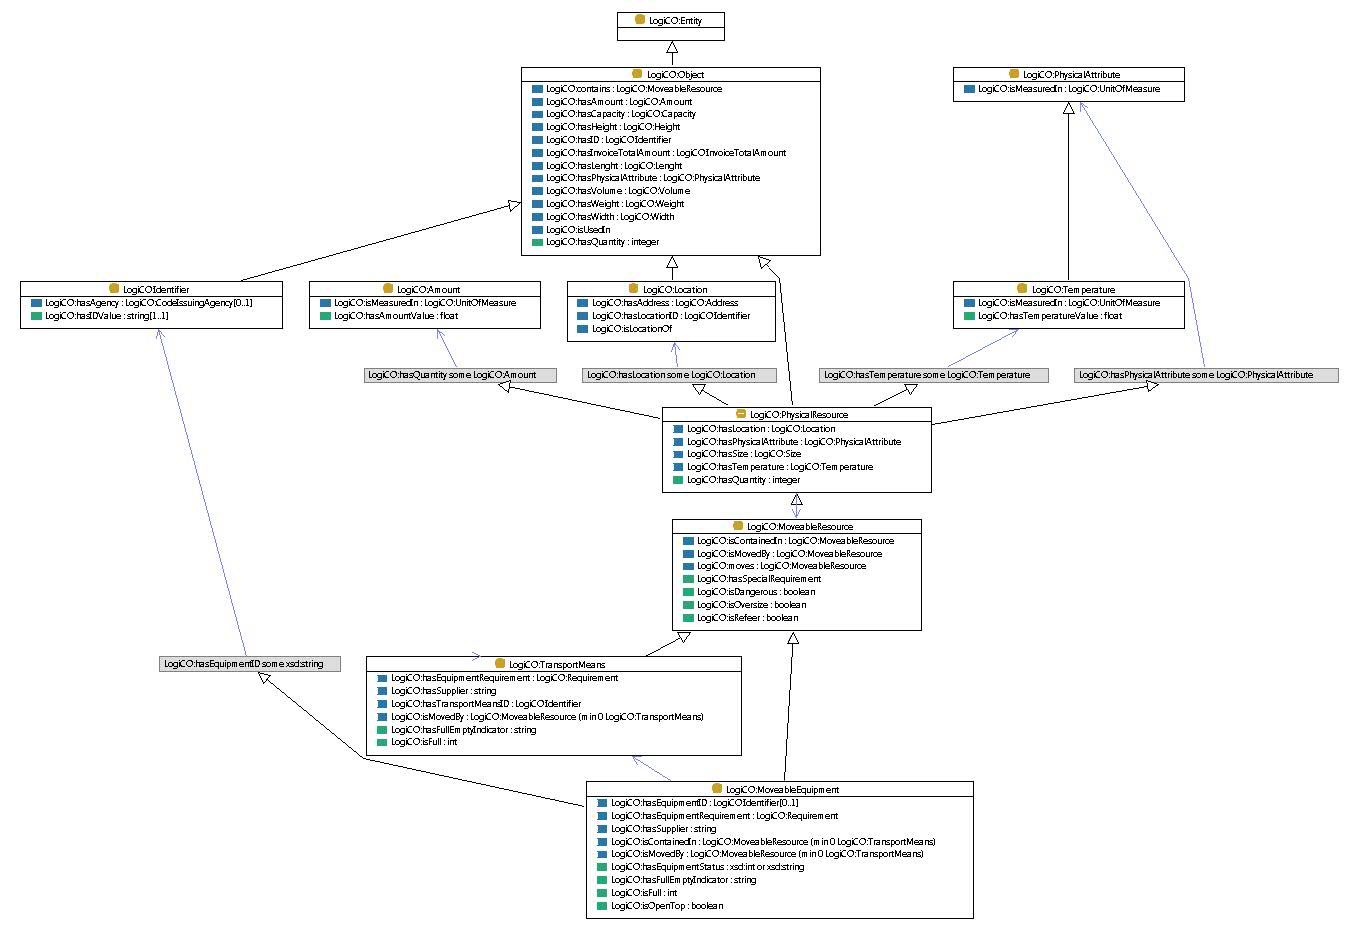 LogiCO:Entity
LogiCO:Object
LogiCO:contains : LogiCO:MoveableResource
LogiCO:hasAmount : LogiCO:Amount
LogiCO:hasCapacity : LogiCO:Capacity
LogiCO:hasHeight : LogiCO:Height
LogiCO:hasID : LogiCOIdentifier
LogiCO:hasInvoiceTotalAmount : LogiCOInvoiceTotalAmount
LogiCO:hasLenght : LogiCO:Lenght
LogiCO:hasPhysicalAttribute : LogiCO:PhysicalAttribute
LogiCO:hasVolume : LogiCO:Volume
LogiCO:hasWeight : LogiCO:Weight
LogiCO:hasWidth : LogiCO:Width
LogiCO:isUsedIn
LogiCO:hasQuantity : integer
LogiCO:PhysicalAttribute
LogiCO:isMeasuredIn : LogiCO:UnitOfMeasure
LogiCOIdentifier
LogiCO:hasAgency : LogiCO:CodeIssuingAgency[0..1]
LogiCO:hasIDValue : string[1..1]
LogiCO:Amount
LogiCO:isMeasuredIn : LogiCO:UnitOfMeasure
LogiCO:hasAmountValue : float
LogiCO:Location
LogiCO:hasAddress : LogiCO:Address
LogiCO:hasLocationID : LogiCOIdentifier
LogiCO:isLocationOf
LogiCO:Temperature
LogiCO:isMeasuredIn : LogiCO:UnitOfMeasure
LogiCO:hasTemperatureValue : float
LogiCO:hasQuantity some LogiCO:Amount
LogiCO:hasLocation some LogiCO:Location
LogiCO:hasTemperature some LogiCO:Temperature
LogiCO:hasPhysicalAttribute some LogiCO:PhysicalAttribute
LogiCO:PhysicalResource
LogiCO:hasLocation : LogiCO:Location
LogiCO:hasPhysicalAttribute : LogiCO:PhysicalAttribute
LogiCO:hasSize : LogiCO:Size
LogiCO:hasTemperature : LogiCO:Temperature
LogiCO:hasQuantity : integer
LogiCO:MoveableResource
LogiCO:isContainedIn : LogiCO:MoveableResource
LogiCO:isMovedBy : LogiCO:MoveableResource
LogiCO:moves : LogiCO:MoveableResource
LogiCO:hasSpecialRequirement
LogiCO:isDangerous : boolean
LogiCO:isOversize : boolean
LogiCO:isRefeer : boolean
LogiCO:hasEquipmentID some xsd:string
LogiCO:TransportMeans
LogiCO:hasEquipmentRequirement : LogiCO:Requirement
LogiCO:hasSupplier : string
LogiCO:hasTransportMeansID : LogiCOIdentifier
LogiCO:isMovedBy : LogiCO:MoveableResource (min 0 LogiCO:TransportMeans)
LogiCO:hasFullEmptyIndicator : string
LogiCO:isFull : int
LogiCO:MoveableEquipment
LogiCO:hasEquipmentID : LogiCOIdentifier[0..1]
LogiCO:hasEquipmentRequirement : LogiCO:Requirement
LogiCO:hasSupplier : string
LogiCO:isContainedIn : LogiCO:MoveableResource (min 0 LogiCO:TransportMeans)
LogiCO:isMovedBy : LogiCO:MoveableResource (min 0 LogiCO:TransportMeans)
LogiCO:hasEquipmentStatus : xsd:int or xsd:string
LogiCO:hasFullEmptyIndicator : string
LogiCO:isFull : int
LogiCO:isOpenTop : boolean